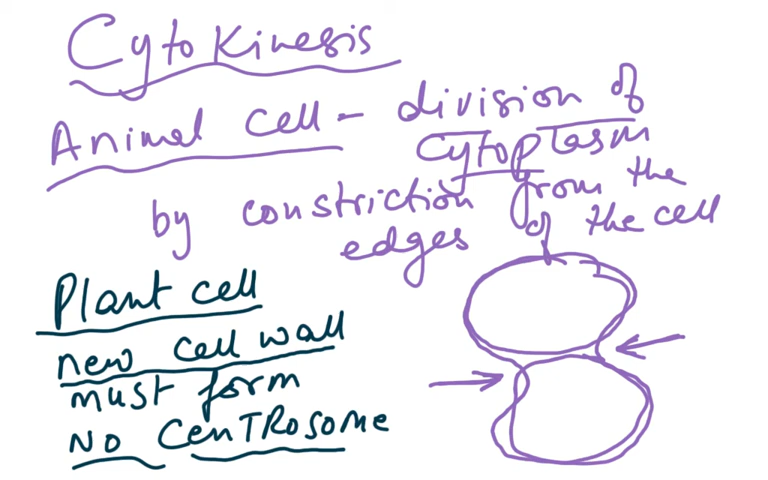 Cytokinesis
Animal cell - division of
cytoplasm
by constriction from the
edges of the cell
Plant cell
new cell wall
must form
NO CenTRosome